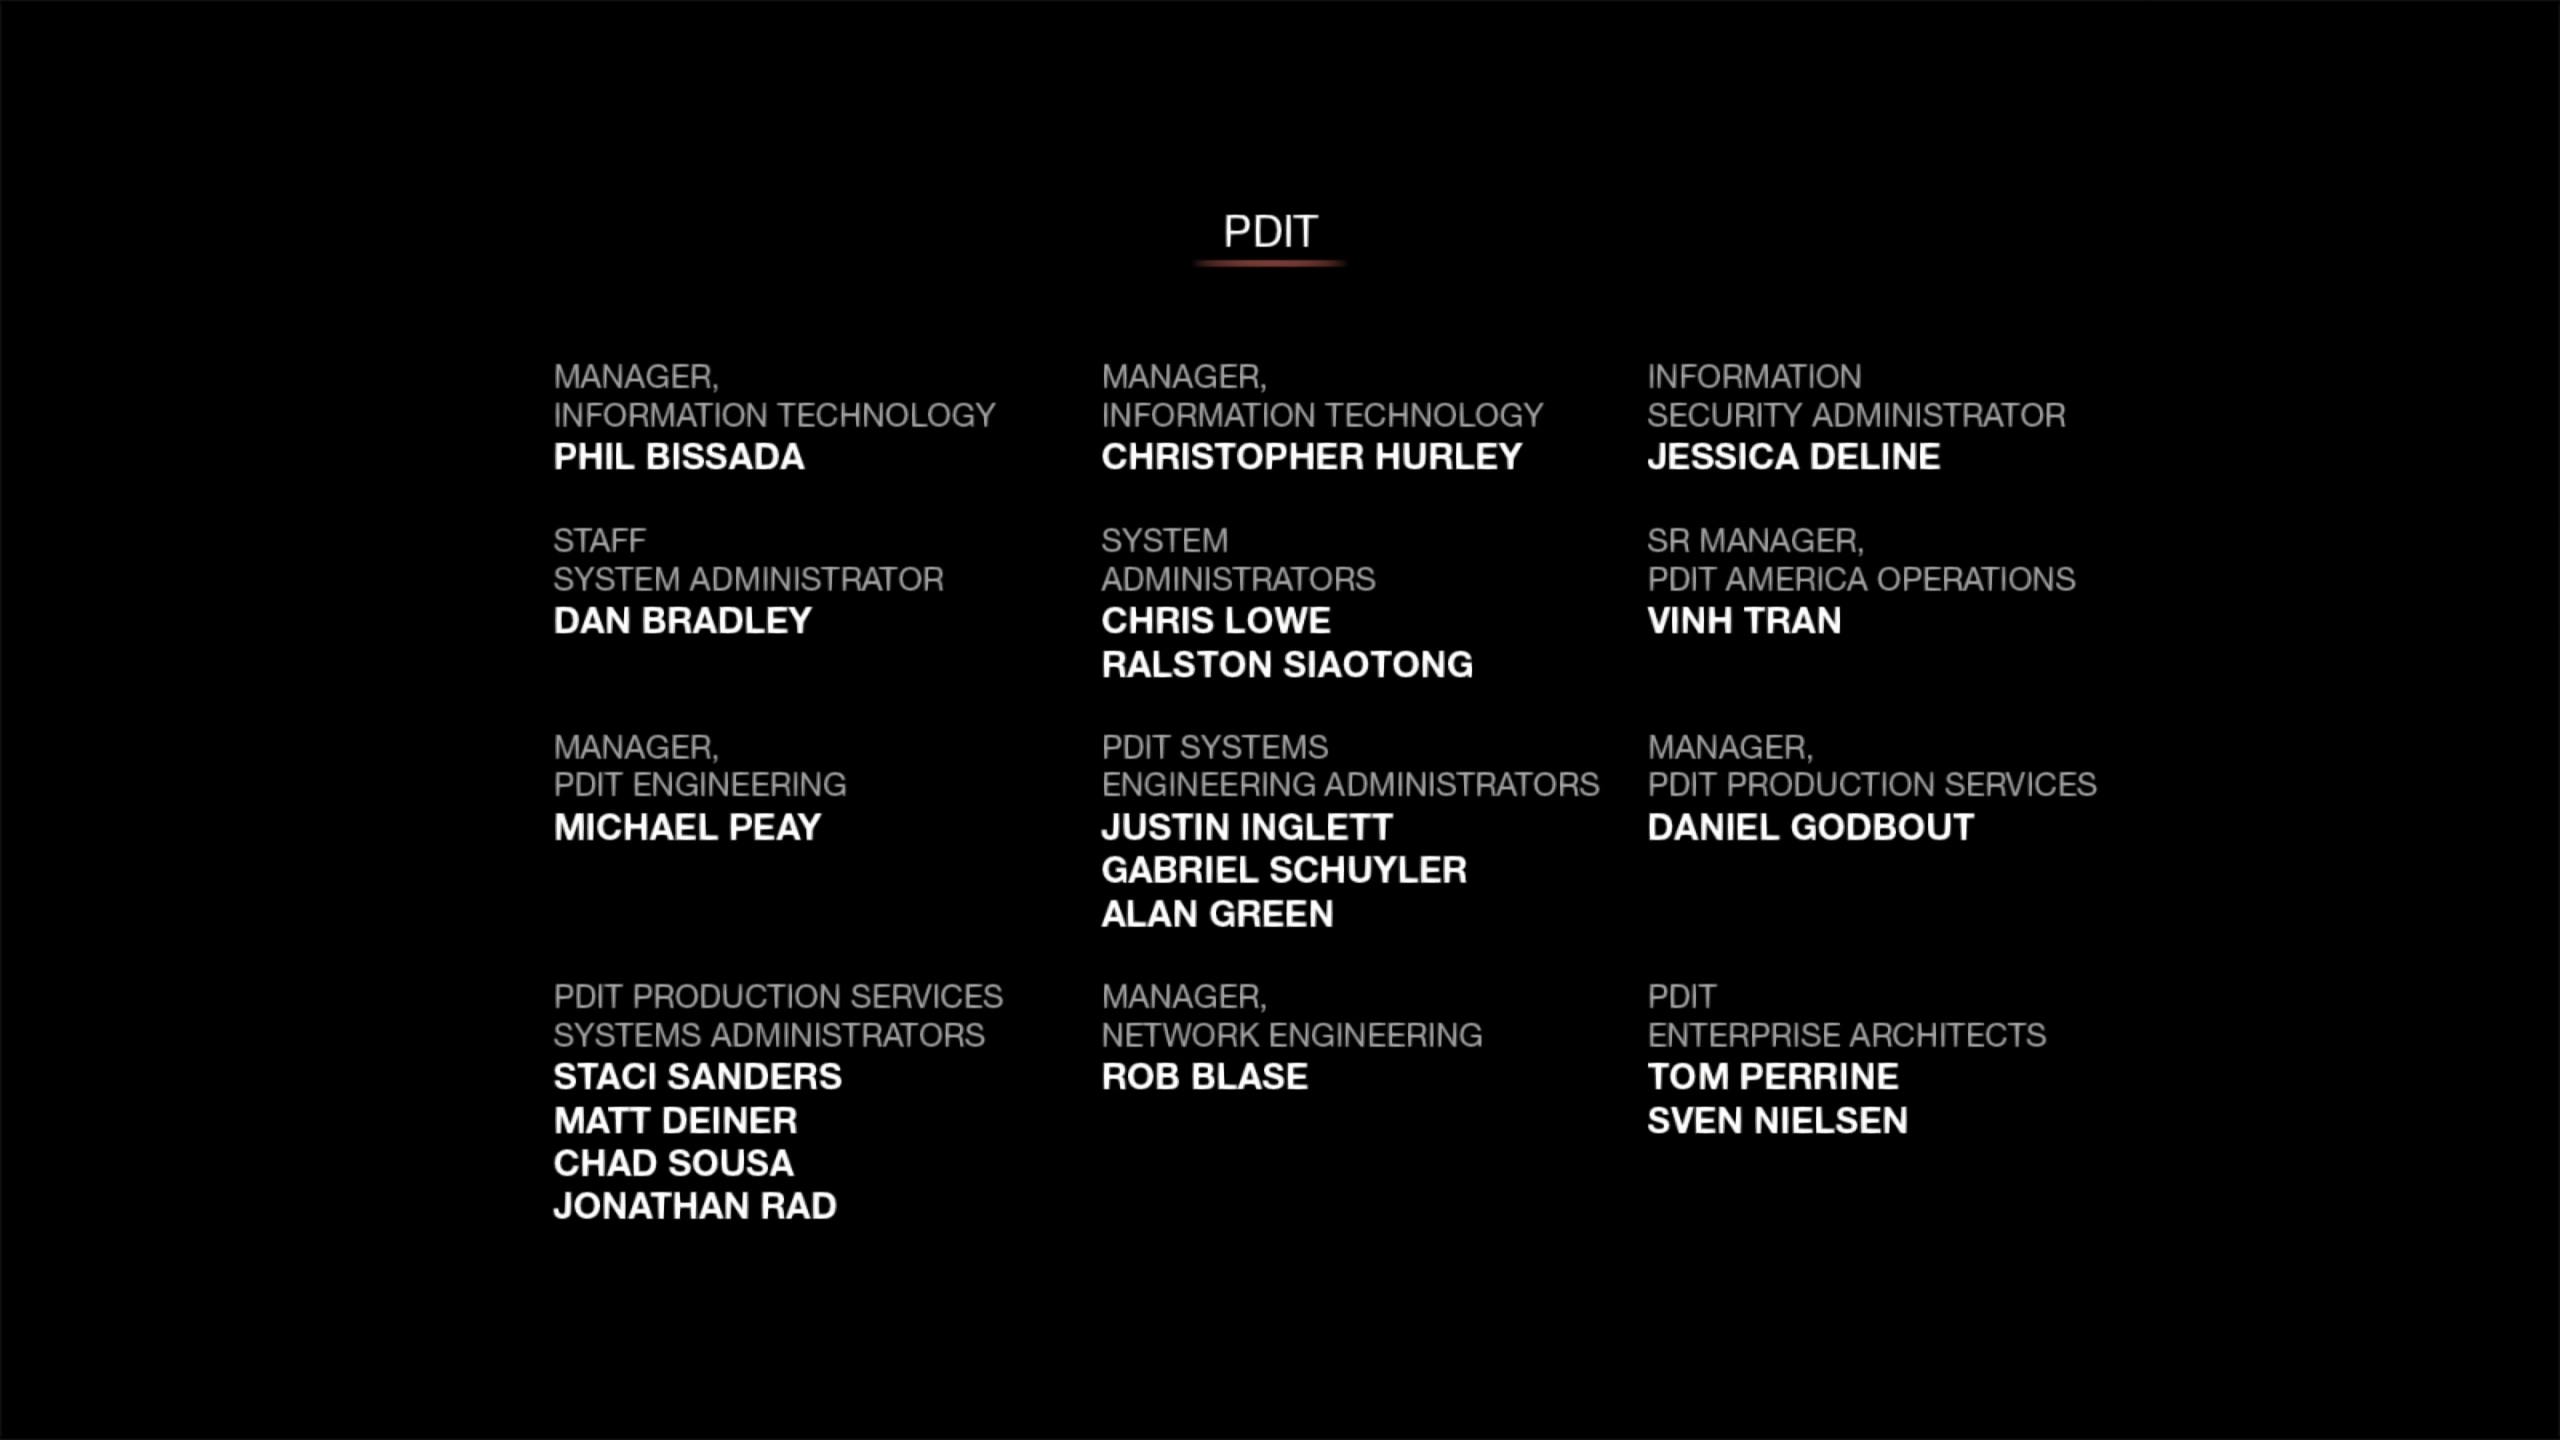 PDIT
MANAGER,
INFORMATION TECHNOLOGY
PHIL BISSADA
MANAGER,
INFORMATION TECHNOLOGY
CHRISTOPHER HURLEY
INFORMATION
SECURITY ADMINISTRATOR
JESSICA DELINE
STAFF
SYSTEM ADMINISTRATOR
DAN BRADLEY
SYSTEM
ADMINISTRATORS
CHRIS LOWE
RALSTON SIAOTONG
SR MANAGER,
PDIT AMERICA OPERATIONS
VINH TRAN
MANAGER,
PDIT ENGINEERING
MICHAEL PEAY
PDIT SYSTEMS
ENGINEERING ADMINISTRATORS
JUSTIN INGLETT
GABRIEL SCHUYLER
ALAN GREEN
MANAGER,
PDIT PRODUCTION SERVICES
DANIEL GODBOUT
PDIT PRODUCTION SERVICES
SYSTEMS ADMINISTRATORS
STACI SANDERS
MATT DEINER
CHAD SOUSA
JONATHAN RAD
MANAGER,
NETWORK ENGINEERING
ROB BLASE
PDIT
ENTERPRISE ARCHITECTS
TOM PERRINE
SVEN NIELSEN